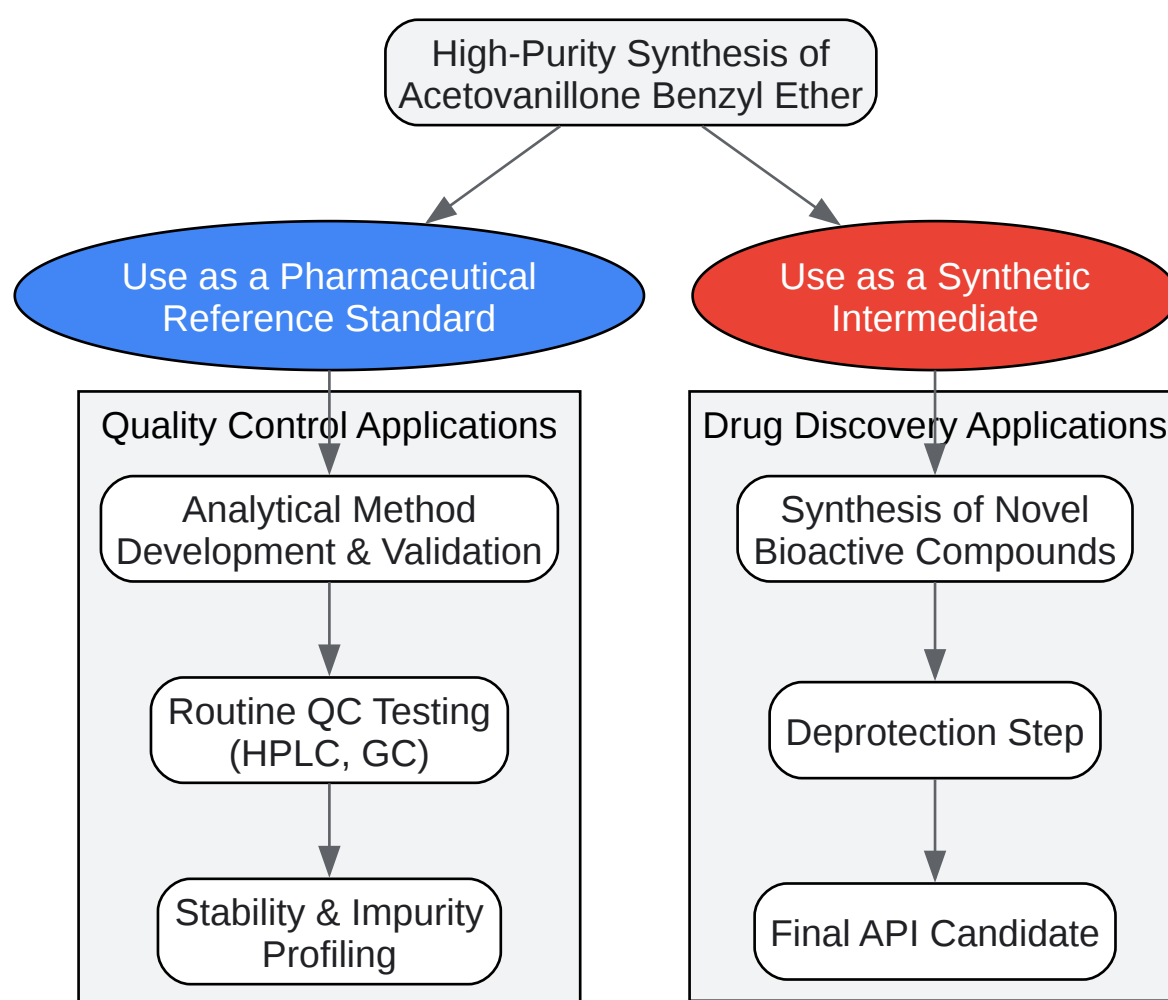 High-Purity Synthesis of
Acetovanillone Benzyl Ether
Use as a Pharmaceutical
Reference Standard
Use as a Synthetic
Intermediate
Quality Control Applications
Drug Discovery Applications
Analytical Method
Development & Validation
Synthesis of Novel
Bioactive Compounds
Routine QC Testing
(HPLC, GC)
Deprotection Step
Stability & Impurity
Profiling
Final API Candidate